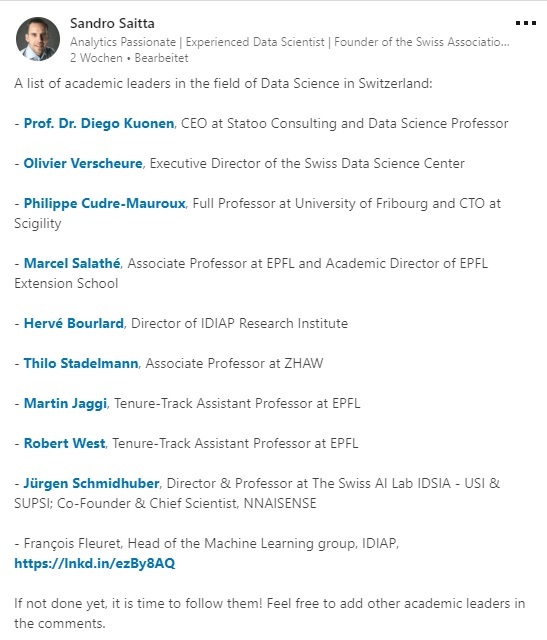 Sandro Saitta
Analytics Passionate | Experienced Data Scientist | Founder of the Swiss Associatio...
2 Wochen • Bearbeitet
A list of academic leaders in the field of Data Science in Switzerland:
- Prof. Dr. Diego Kuonen, CEO at Statoo Consulting and Data Science Professor
- Olivier Verscheure, Executive Director of the Swiss Data Science Center
- Philippe Cudre-Mauroux, Full Professor at University of Fribourg and CTO at
Scigility
- Marcel Salathé, Associate Professor at EPFL and Academic Director of EPFL
Extension School
- Hervé Bourlard, Director of IDIAP Research Institute
- Thilo Stadelmann, Associate Professor at ZHAW
- Martin Jaggi, Tenure-Track Assistant Professor at EPFL
- Robert West, Tenure-Track Assistant Professor at EPFL
- Jürgen Schmidhuber, Director & Professor at The Swiss AI Lab IDSIA - USI &
SUPSI; Co-Founder & Chief Scientist, NNAISENSE
- François Fleuret, Head of the Machine Learning group, IDIAP,
https://lnkd.in/ezBy8AQ
If not done yet, it is time to follow them! Feel free to add other academic leaders in
the comments.